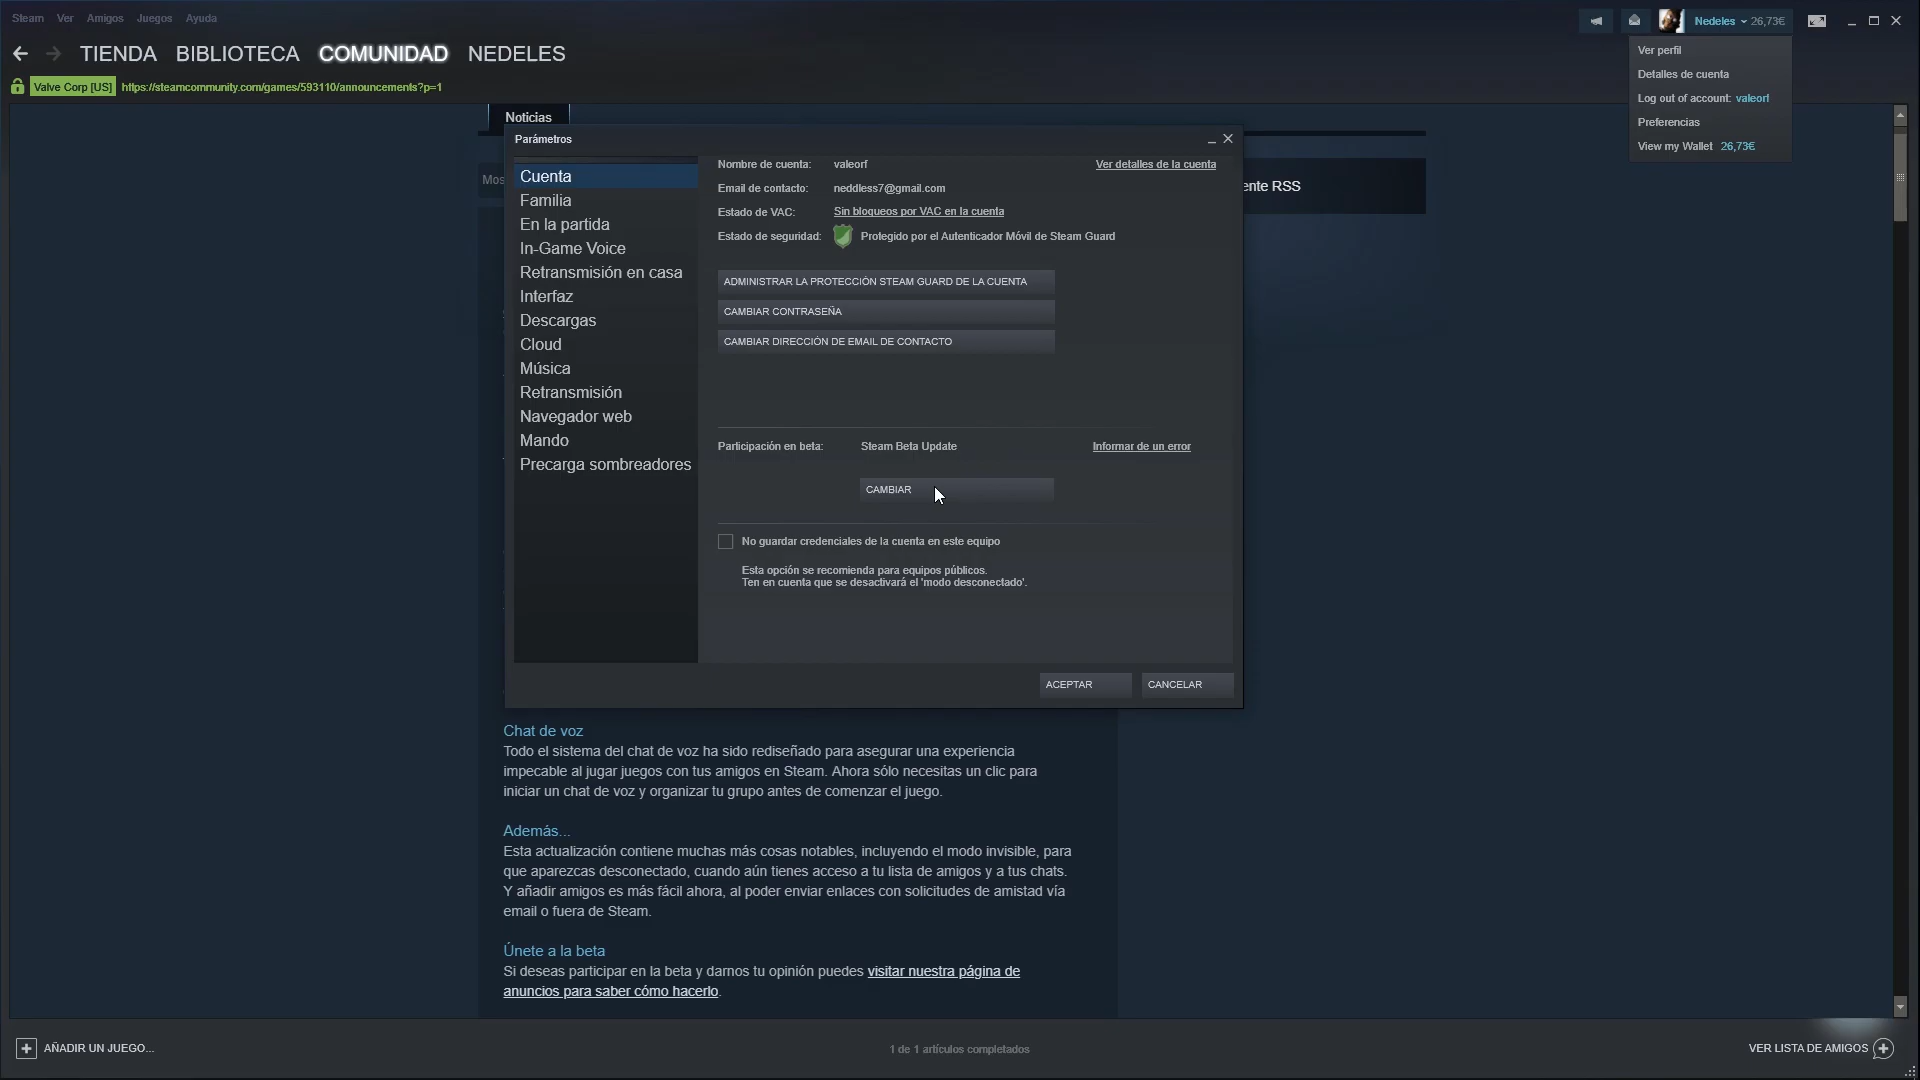 Steam Ver Amigos Juegos Ayuda
Nedeles 26,73€
TIENDA BIBLIOTECA COMUNIDAD NEDELES
Valve Corp [US] https://steamcommunity.com/games/593110/announcements?p=1
Ver perfil
Detalles de cuenta
Log out of account: valeorf
Preferencias
View my Wallet 26,73€
Noticias
Mos
ente RSS
Parámetros
Cuenta
Familia
En la partida
In-Game Voice
Retransmisión en casa
Interfaz
Descargas
Cloud
Música
Retransmisión
Navegador web
Mando
Precarga sombreadores
Nombre de cuenta: valeorf Ver detalles de la cuenta
Email de contacto: neddless7@gmail.com
Estado de VAC: Sin bloqueos por VAC en la cuenta
Estado de seguridad: Protegido por el Autenticador Móvil de Steam Guard
ADMINISTRAR LA PROTECCIÓN STEAM GUARD DE LA CUENTA
CAMBIAR CONTRASEÑA
CAMBIAR DIRECCIÓN DE EMAIL DE CONTACTO
Participación en beta: Steam Beta Update Informar de un error
CAMBIAR
No guardar credenciales de la cuenta en este equipo
Esta opción se recomienda para equipos públicos.
Ten en cuenta que se desactivará el 'modo desconectado'.
ACEPTAR CANCELAR
Chat de voz
Todo el sistema del chat de voz ha sido rediseñado para asegurar una experiencia
impecable al jugar juegos con tus amigos en Steam. Ahora sólo necesitas un clic para
iniciar un chat de voz y organizar tu grupo antes de comenzar el juego.
Además...
Esta actualización contiene muchas más cosas notables, incluyendo el modo invisible, para
que aparezcas desconectado, cuando aún tienes acceso a tu lista de amigos y a tus chats.
Y añadir amigos es más fácil ahora, al poder enviar enlaces con solicitudes de amistad vía
email o fuera de Steam.
Únete a la beta
Si deseas participar en la beta y darnos tu opinión puedes visitar nuestra página de
anuncios para saber cómo hacerlo.
AÑADIR UN JUEGO...
1 de 1 artículos completados
VER LISTA DE AMIGOS